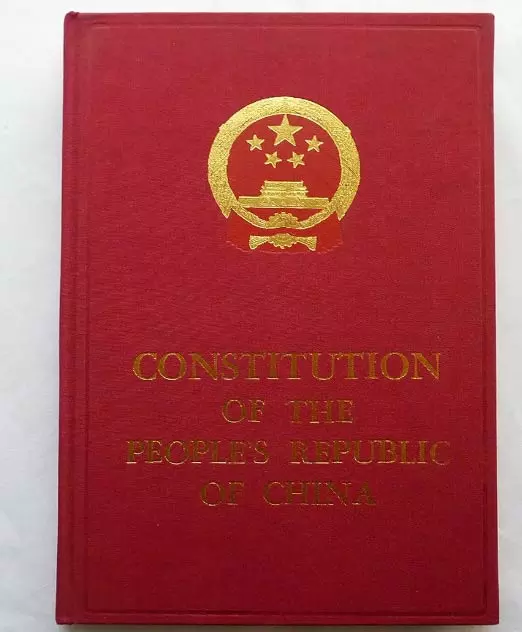 CONSTITUTION
OF THE
PEOPLE'S REPUBLIC
OF CHINA